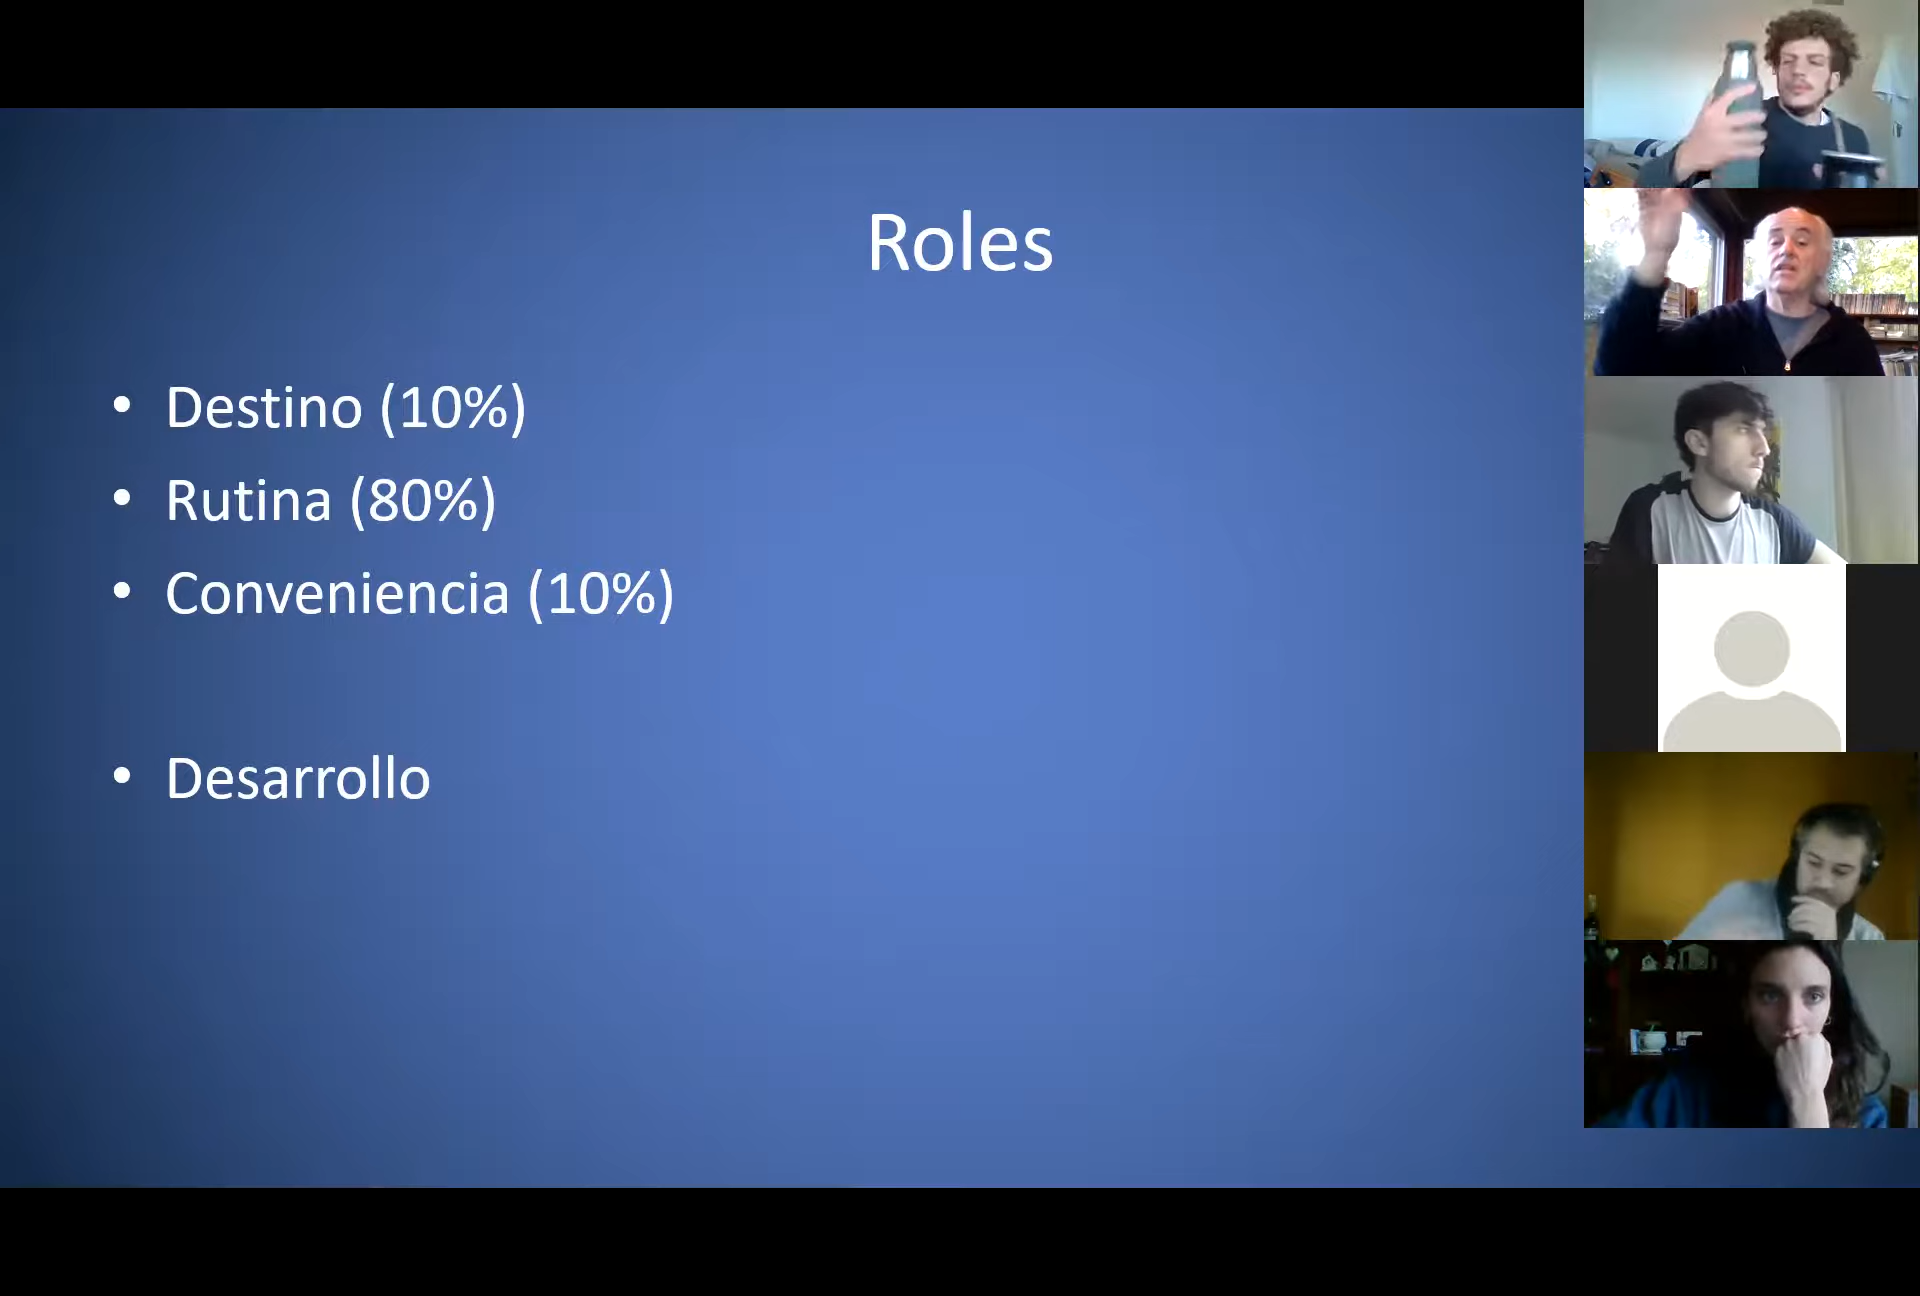 Roles
• Destino (10%)
• Rutina (80%)
• Conveniencia (10%)
• Desarrollo